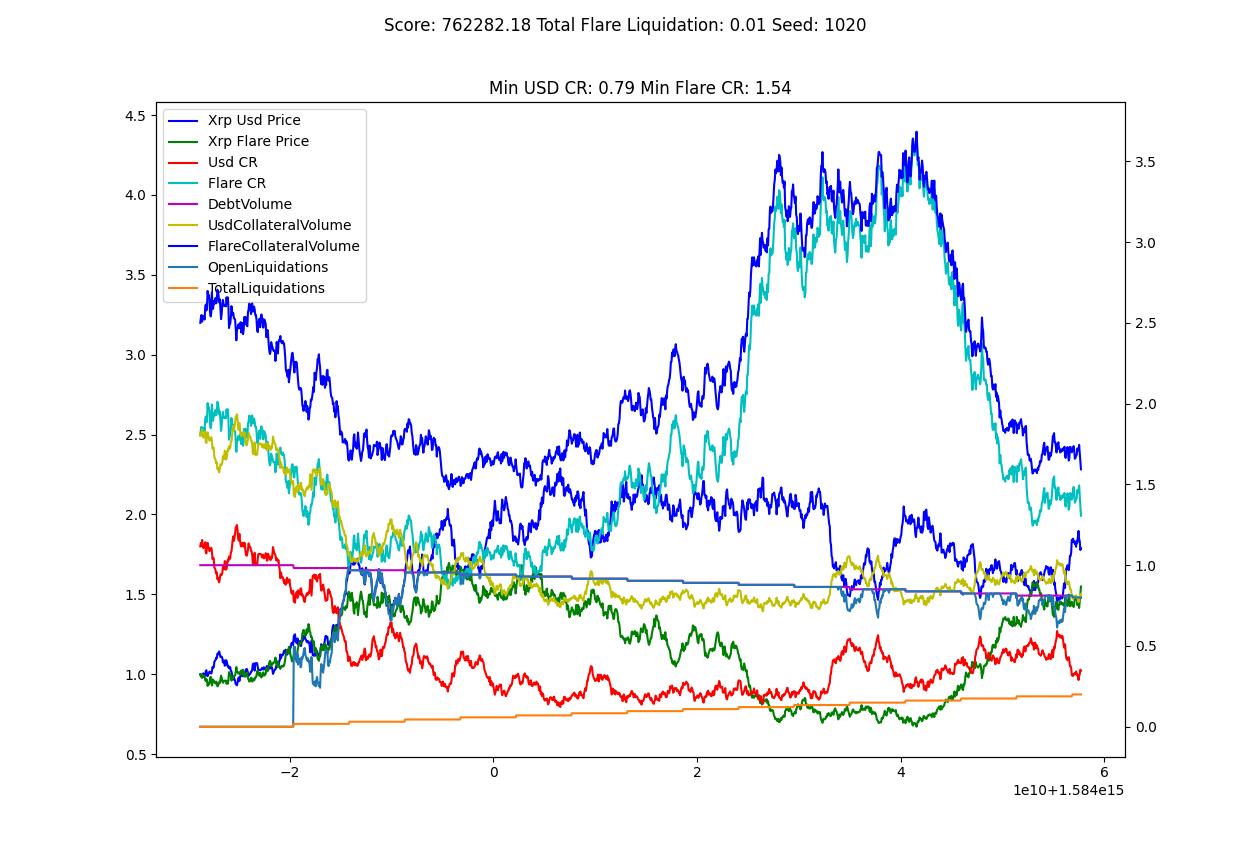 Score: 762282.18 Total Flare Liquidation: 0.01 Seed: 1020
Min USD CR: 0.79 Min Flare CR: 1.54
Xrp Usd Price
Xrp Flare Price
Usd CR
Flare CR
DebtVolume
UsdCollateralVolume
FlareCollateralVolume
OpenLiquidations
TotalLiquidations
4.5
4.0
3.5
3.0
2.5
2.0
1.5
1.0
0.5
3.5
3.0
2.5
2.0
1.5
1.0
0.5
0.0
−2
0
2
4
6
1e10+1.584e15